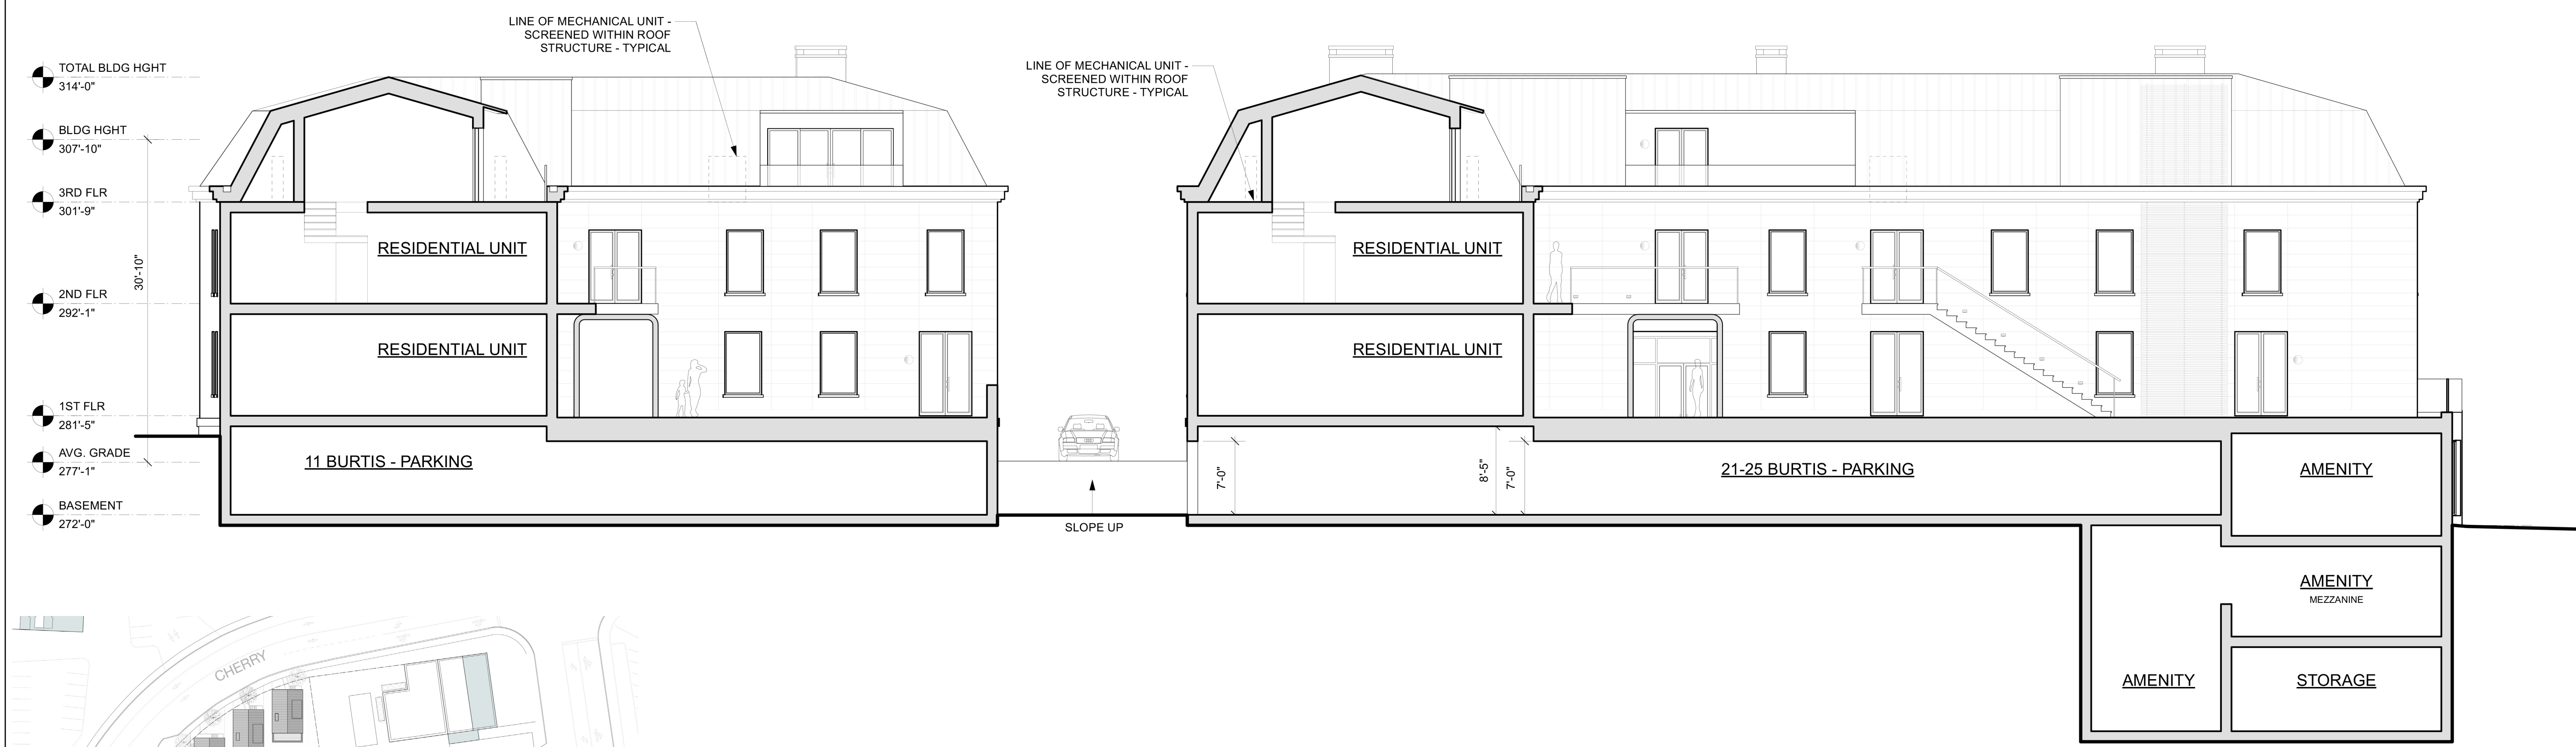 LINE OF MECHANICAL UNIT -
SCREENED WITHIN ROOF
STRUCTURE - TYPICAL
LINE OF MECHANICAL UNIT -
SCREENED WITHIN ROOF
STRUCTURE - TYPICAL
TOTAL BLDG HGHT
314'-0"
BLDG HGHT
307'-10"
3RD FLR
301'-9"
2ND FLR
292'-1"
1ST FLR
281'-5"
AVG. GRADE
277'-1"
BASEMENT
272'-0"
30'-10"
RESIDENTIAL UNIT
RESIDENTIAL UNIT
11 BURTIS - PARKING
SLOPE UP
RESIDENTIAL UNIT
RESIDENTIAL UNIT
7'-0"
8'-5"
7'-0"
21-25 BURTIS - PARKING
AMENITY
AMENITY
MEZZANINE
AMENITY
STORAGE
CHERRY